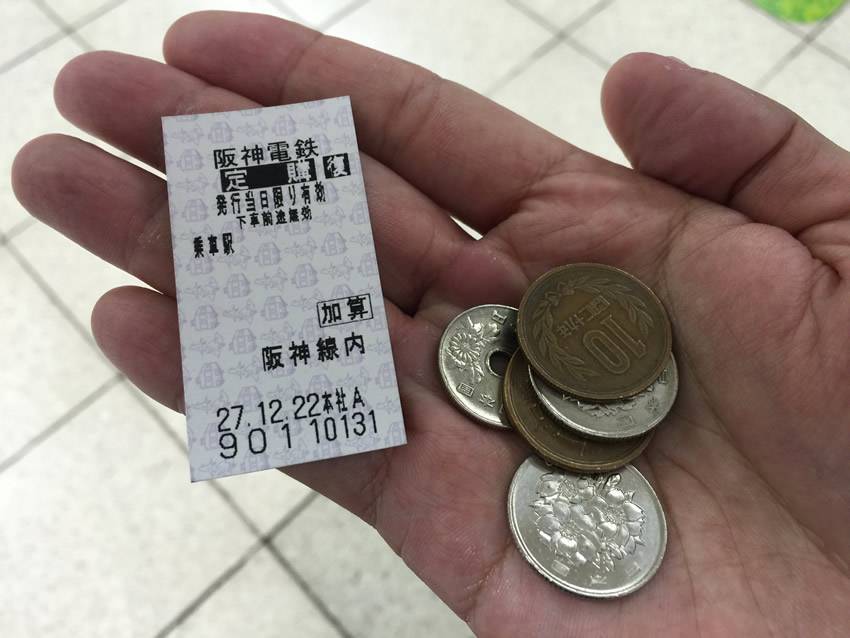 阪神電鉄
定 購 復
発行当日限り有効
下車前途無効
乗車駅
加算
阪神線内
27.12.22本社A
901 10131
10